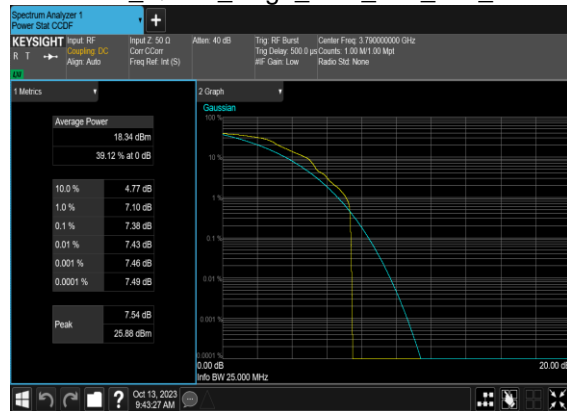 Spectrum Analyzer 1
Power Stat CCDF
+
KEYSIGHT
R T
LW
Input: RF
Coupling: DC
Align: Auto
Input Z: 50 Ω
Corr CCorr
Freq Ref: Int (S)
Atten: 40 dB
Trig: RF Burst
Trig Delay: 500.0 µs
#IF Gain: Low
Center Freq: 3.790000000 GHz
Counts: 1.00 M/1.00 Mpt
Radio Std: None
1 Metrics
Average Power
18.34 dBm
39.12 % at 0 dB
10.0 % 4.77 dB
1.0 % 7.10 dB
0.1 % 7.38 dB
0.01 % 7.43 dB
0.001 % 7.46 dB
0.0001 % 7.49 dB
Peak
7.54 dB
25.88 dBm
2 Graph
Gaussian
100 %
10 %
1 %
0.1 %
0.01 %
0.001 %
0.0001 %
0.00 dB
20.00 dB
Info BW 25.000 MHz
?
Oct 13, 2023
9:43:27 AM